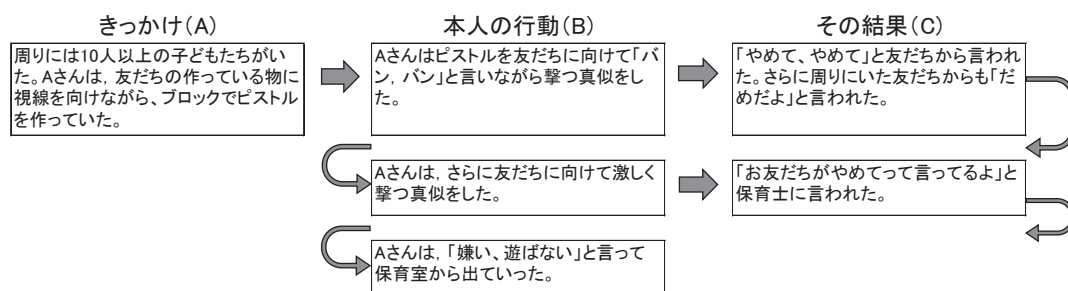 きっかけ(A)
本人の行動(B)
その結果(C)
周りには10人以上の子どもたちがい
た。Aさんは，友だちの作っている物に
視線を向けながら、ブロックでピストル
を作っていた。
Aさんはピストルを友だちに向けて「バ
ン，バン」と言いながら撃つ真似をし
た。
「やめて、やめて」と友だちから言われ
た。さらに周りにいた友だちからも「だ
めだよ」と言われた。
Aさんは，さらに友だちに向けて激しく
撃つ真似をした。
「お友だちがやめてって言ってるよ」と
保育士に言われた。
Aさんは，「嫌い、遊ばない」と言って
保育室から出ていった。